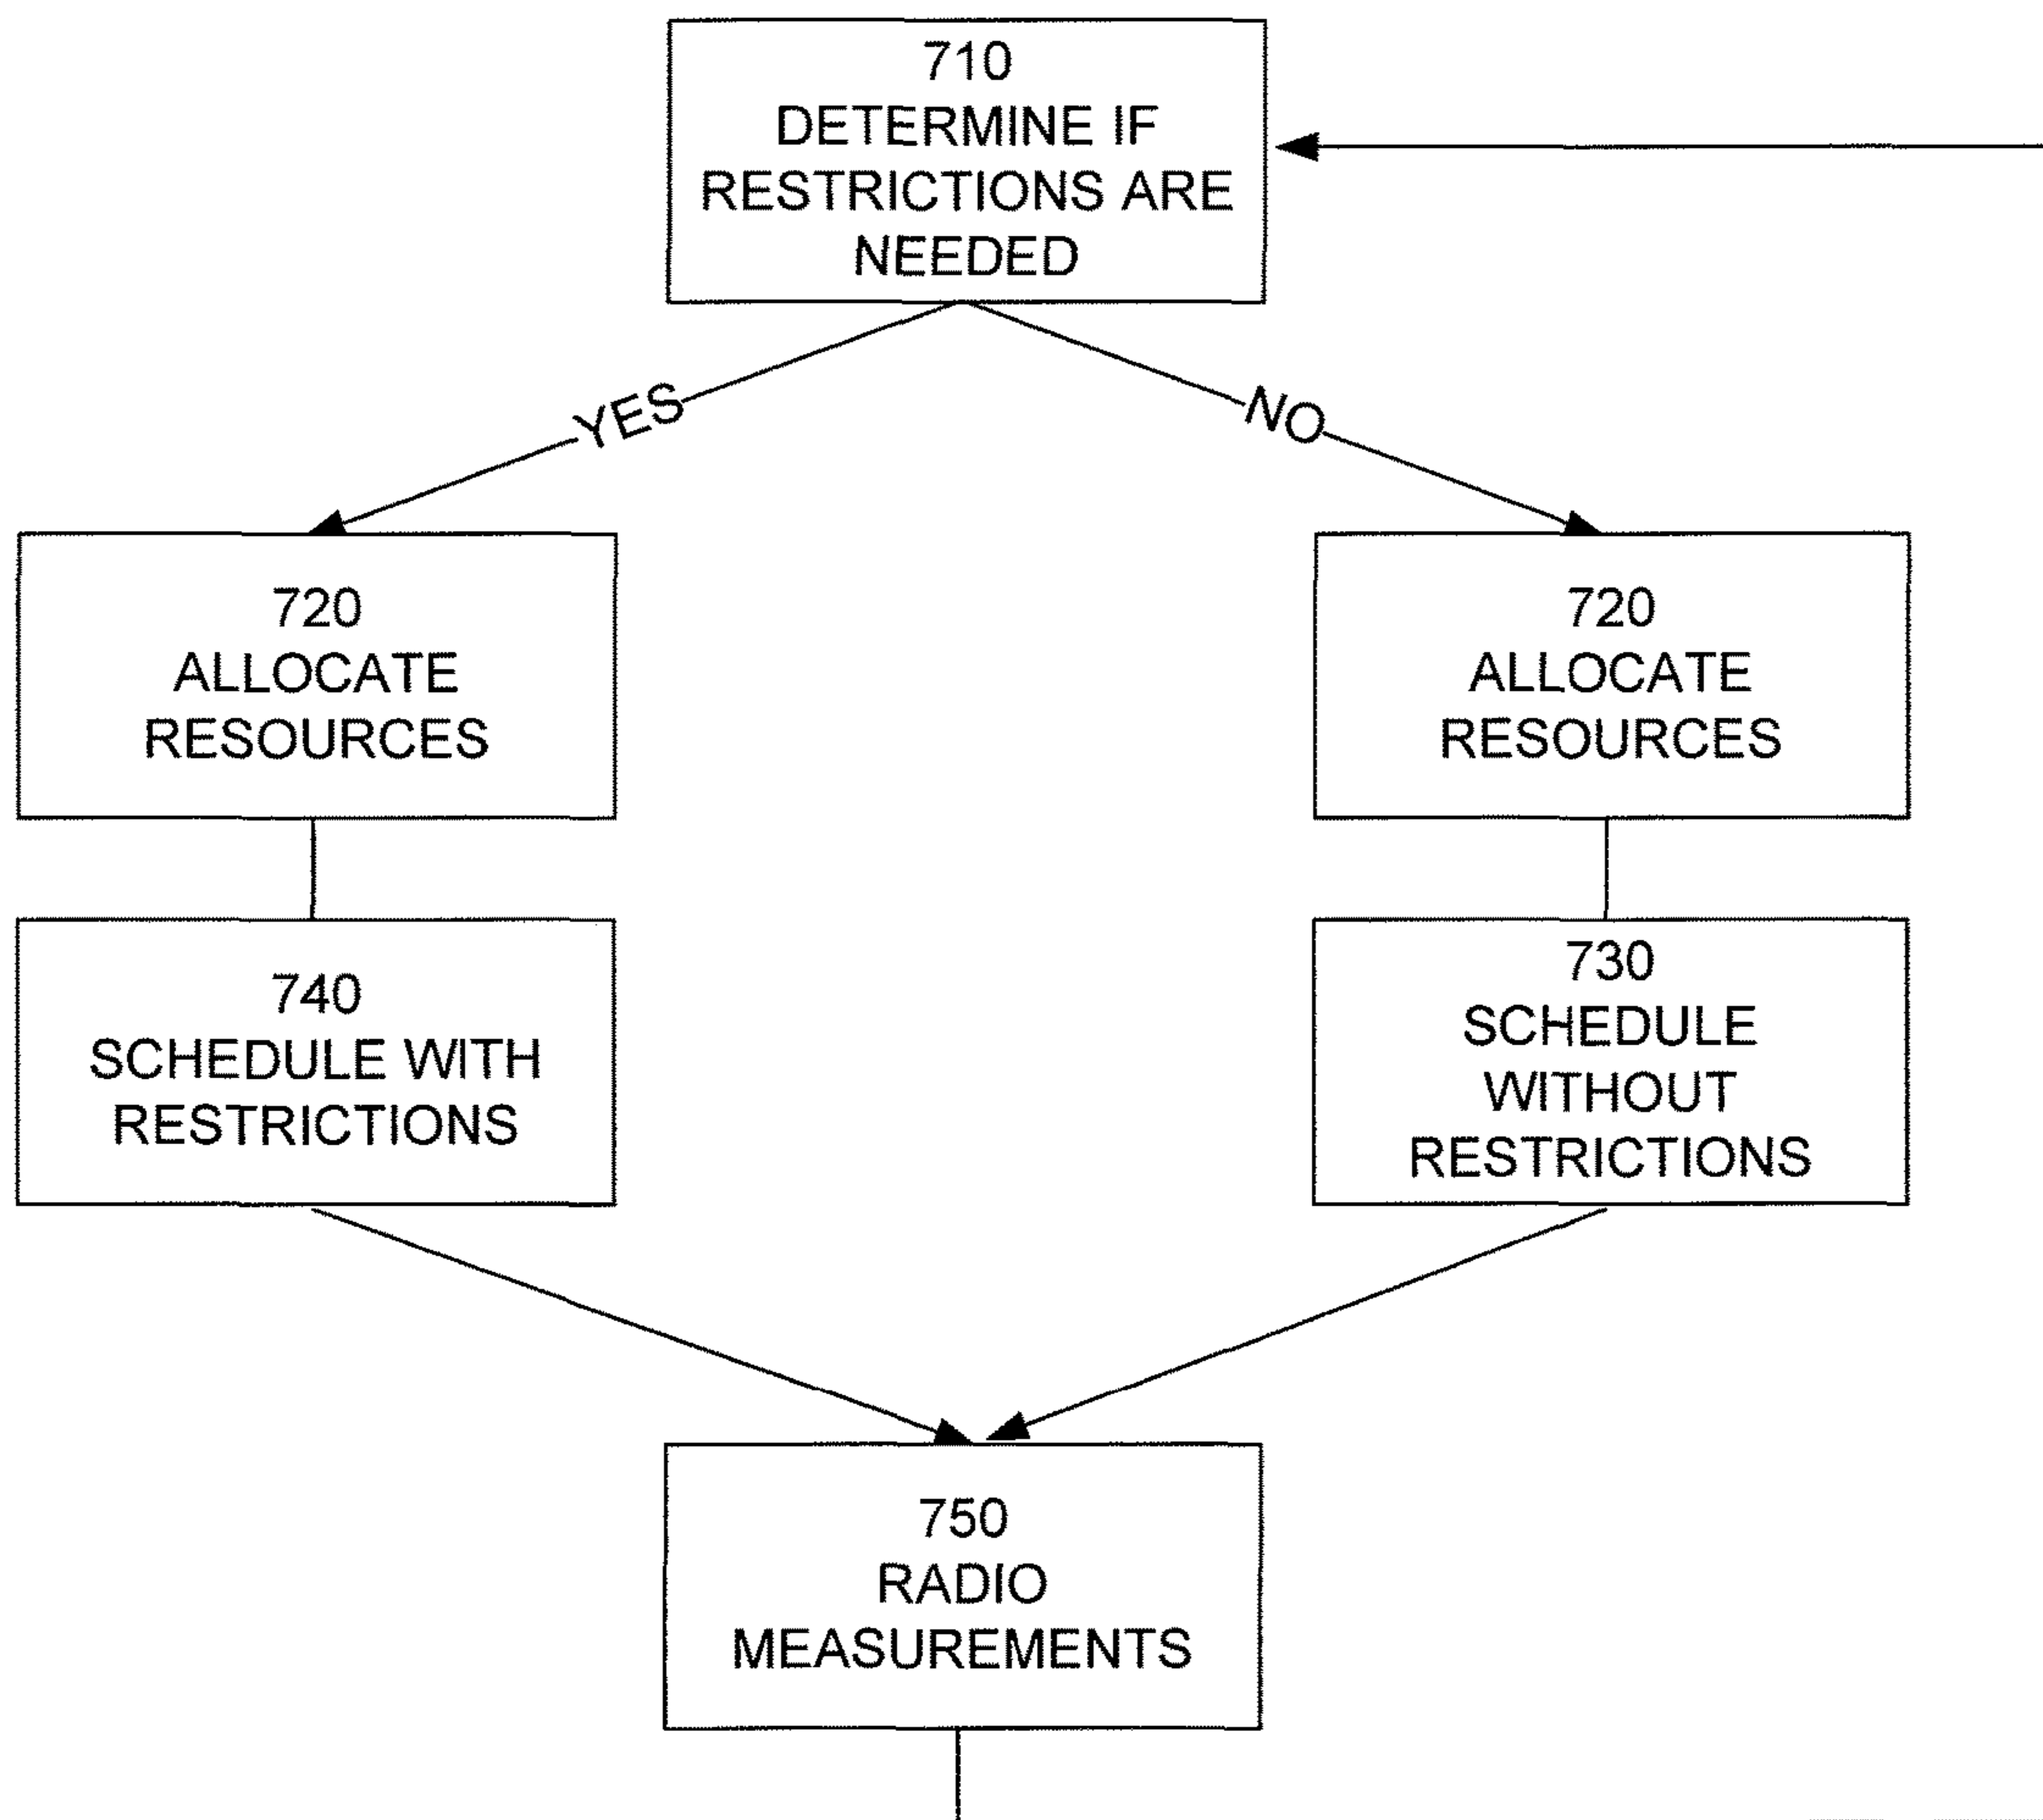 710
DETERMINE IF
RESTRICTIONS ARE
NEEDED
YES
NO
720
ALLOCATE
RESOURCES
720
ALLOCATE
RESOURCES
740
SCHEDULE WITH
RESTRICTIONS
730
SCHEDULE
WITHOUT
RESTRICTIONS
750
RADIO
MEASUREMENTS